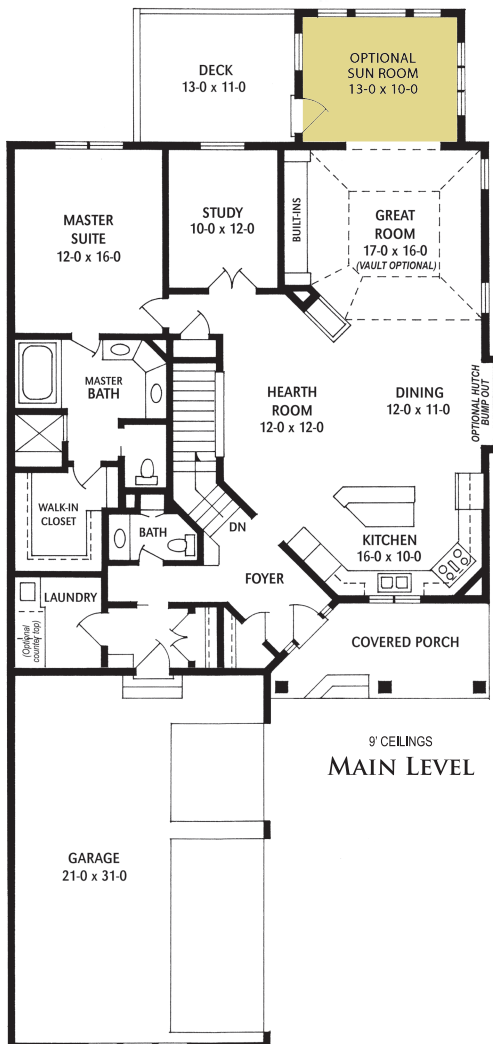 OPTIONAL
SUN ROOM
13-0 x 10-0
DECK
13-0 x 11-0
MASTER
SUITE
12-0 x 16-0
STUDY
10-0 x 12-0
BUILT-INS
GREAT
ROOM
17-0 x 16-0
(VAULT OPTIONAL)
MASTER
BATH
HEARTH
ROOM
12-0 x 12-0
DINING
12-0 x 11-0
OPTIONAL HUTCH
BUMP OUT
WALK-IN
CLOSET
BATH
DN
KITCHEN
16-0 x 10-0
FOYER
LAUNDRY
(Optional
counter top)
COVERED PORCH
9' CEILINGS
MAIN LEVEL
GARAGE
21-0 x 31-0